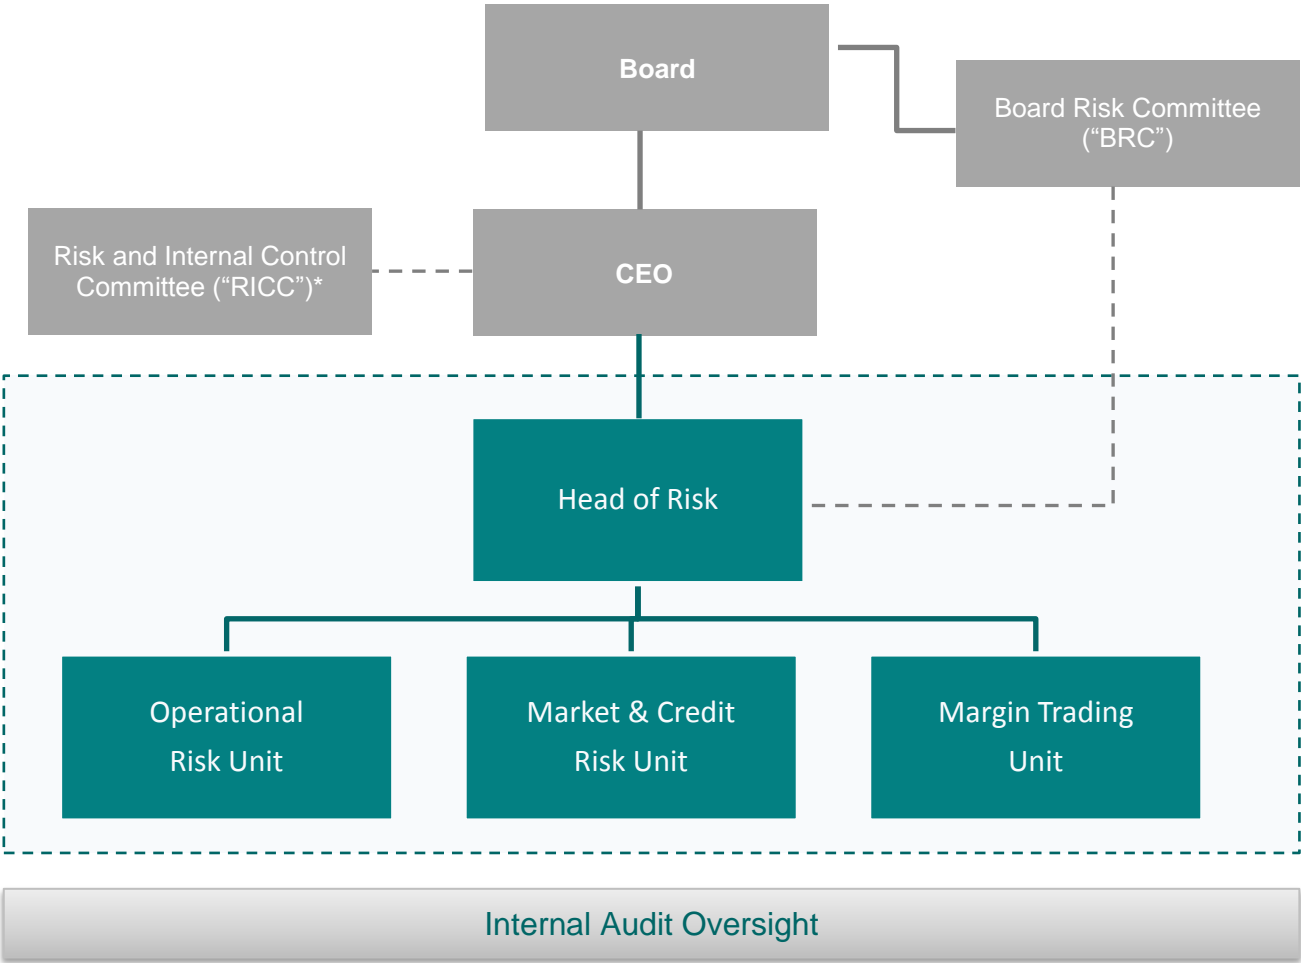 Board
Board Risk Committee
(“BRC”)
Risk and Internal Control
Committee (“RICC”)*
CEO
Head of Risk
Operational
Risk Unit
Market & Credit
Risk Unit
Margin Trading
Unit
Internal Audit Oversight